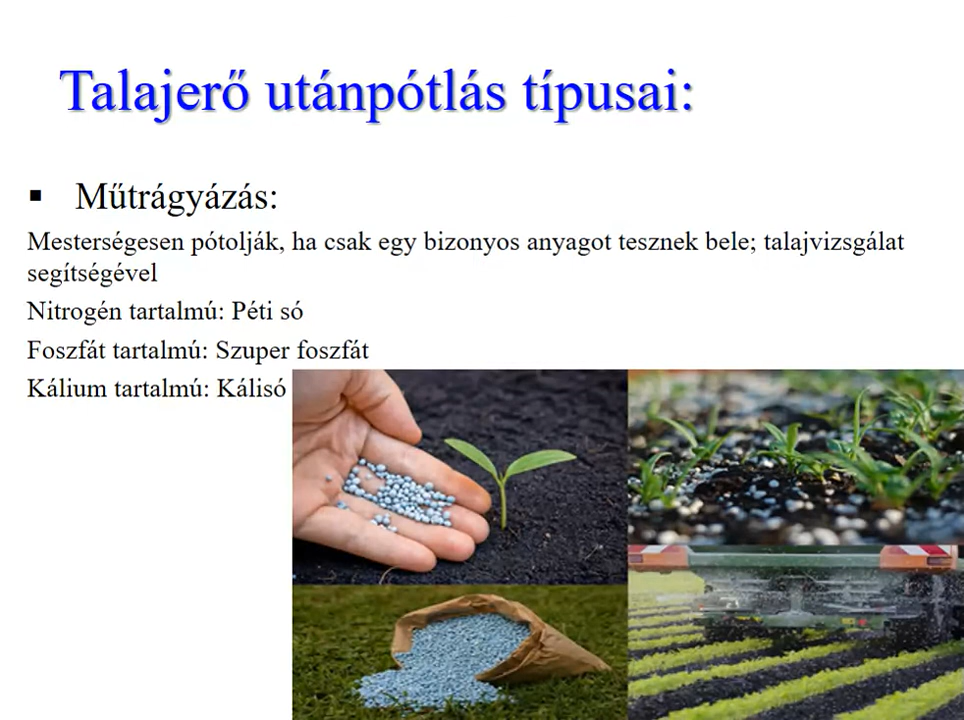 Talajerő utánpótlás típusai:
▪ Műtrágyázás:
Mesterségesen pótolják, ha csak egy bizonyos anyagot tesznek bele; talajvizsgálat
segítségével
Nitrogén tartalmú: Péti só
Foszfát tartalmú: Szuper foszfát
Kálium tartalmú: Kálisó